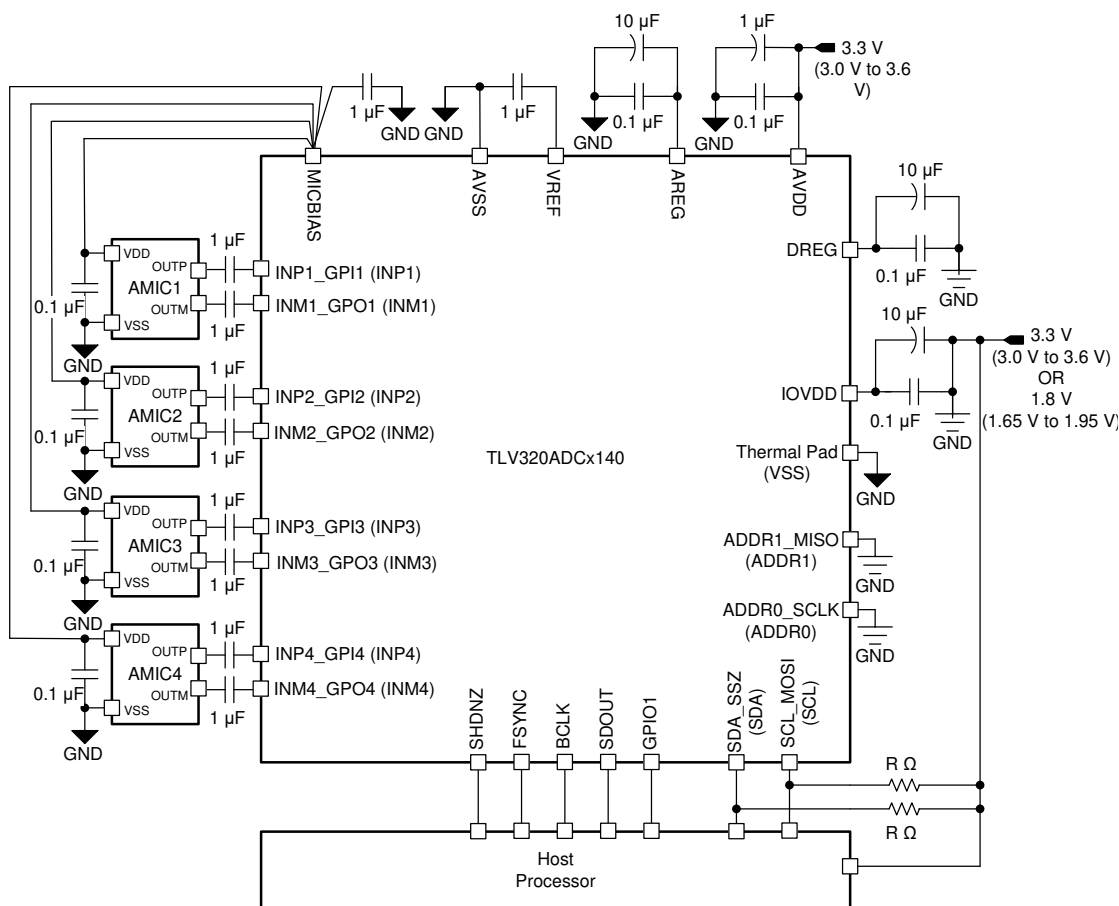 10 µF
1 µF
3.3 V
(3.0 V to 3.6
V)
1 µF
GND
GND
1 µF
0.1 µF
GND
0.1 µF
GND
MICBIAS
AVSS
VREF
AREG
AVDD
10 µF
DREG
0.1 µF
GND
VDD
OUTP
AMIC1
OUTM
VSS
0.1 µF
GND
1 µF
1 µF
INP1_GPI1 (INP1)
INM1_GPO1 (INM1)
10 µF
3.3 V
(3.0 V to 3.6 V)
OR
1.8 V
(1.65 V to 1.95 V)
IOVDD
0.1 µF
GND
VDD
OUTP
AMIC2
OUTM
VSS
0.1 µF
GND
1 µF
1 µF
INP2_GPI2 (INP2)
INM2_GPO2 (INM2)
TLV320ADCx140
Thermal Pad
(VSS)
GND
VDD
OUTP
AMIC3
OUTM
VSS
0.1 µF
GND
1 µF
1 µF
INP3_GPI3 (INP3)
INM3_GPO3 (INM3)
ADDR1_MISO
(ADDR1)
GND
ADDR0_SCLK
(ADDR0)
GND
VDD
OUTP
AMIC4
OUTM
VSS
0.1 µF
GND
1 µF
1 µF
INP4_GPI4 (INP4)
INM4_GPO4 (INM4)
SHDNZ
FSYNC
BCLK
SDOUT
GPIO1
SDA_SSZ
(SDA)
SCL_MOSI
(SCL)
R Ω
R Ω
Host
Processor